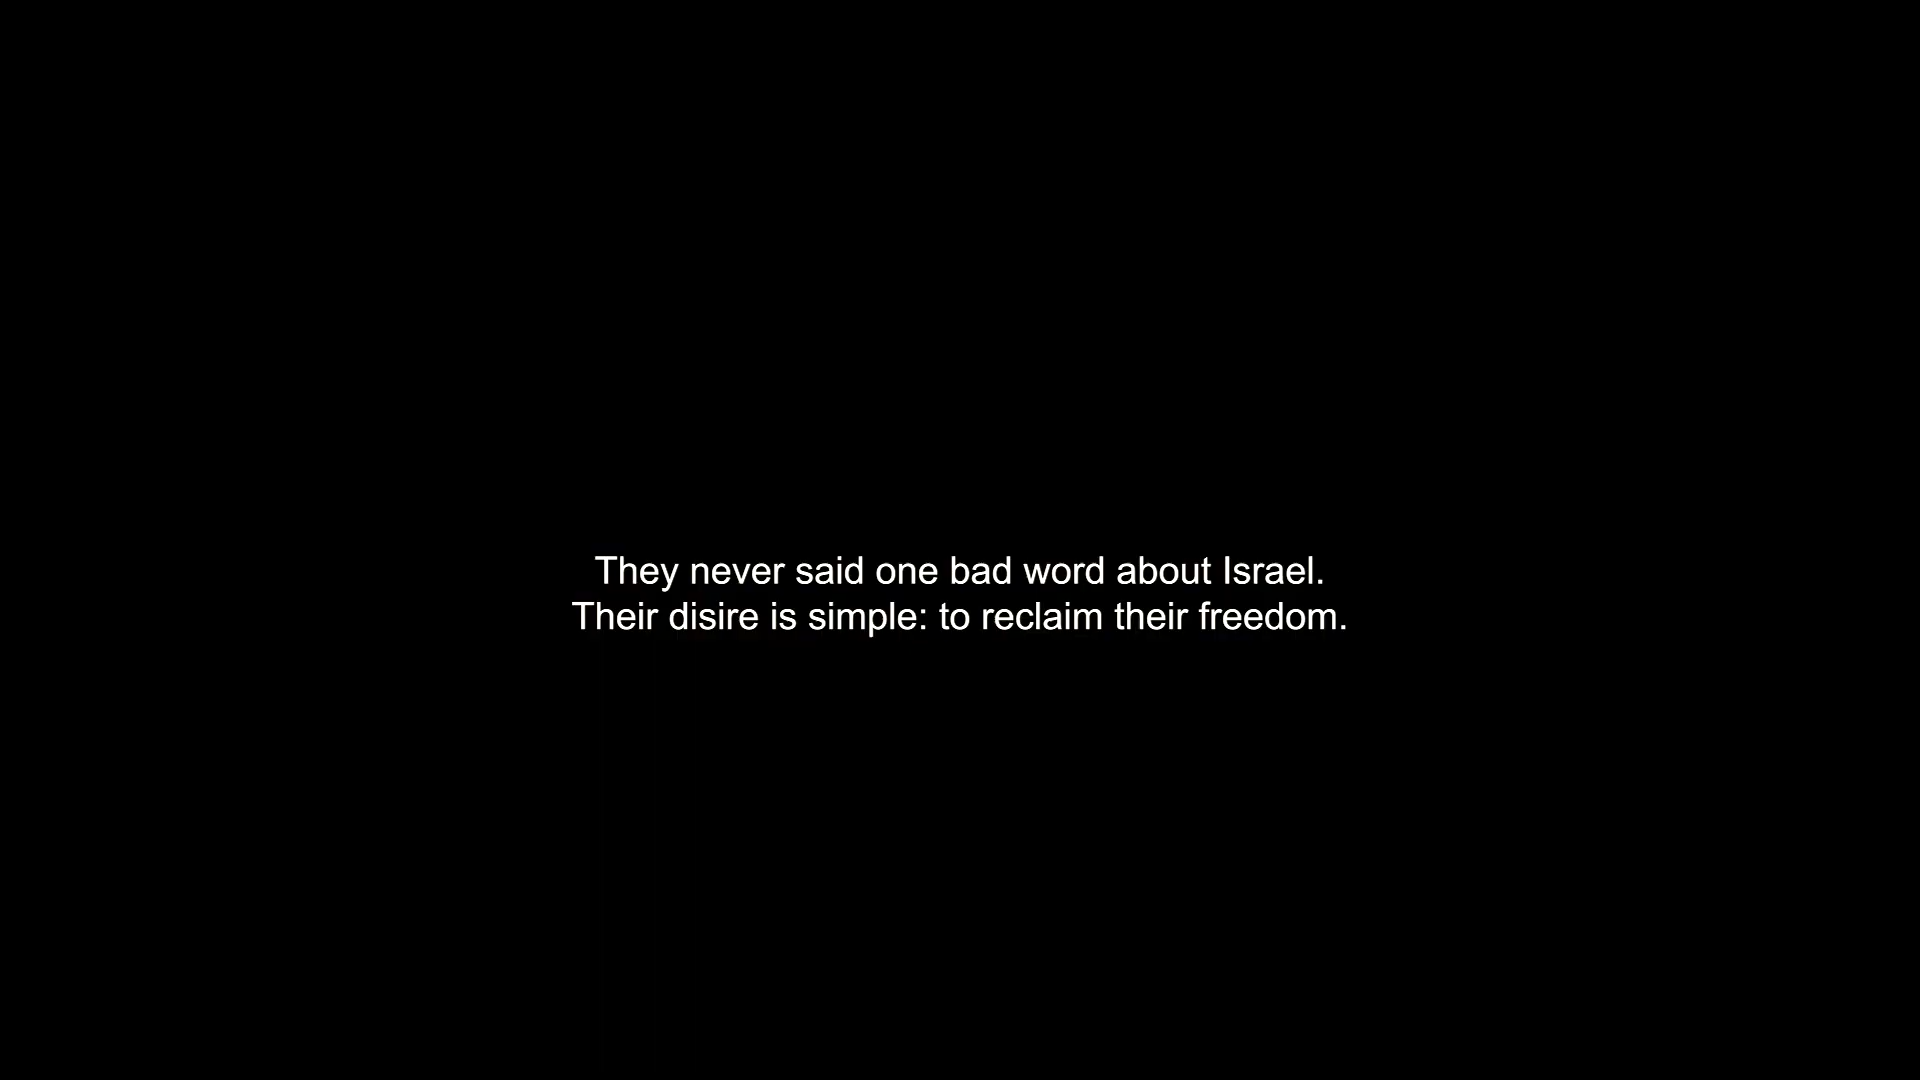 They never said one bad word about Israel.
Their disire is simple: to reclaim their freedom.